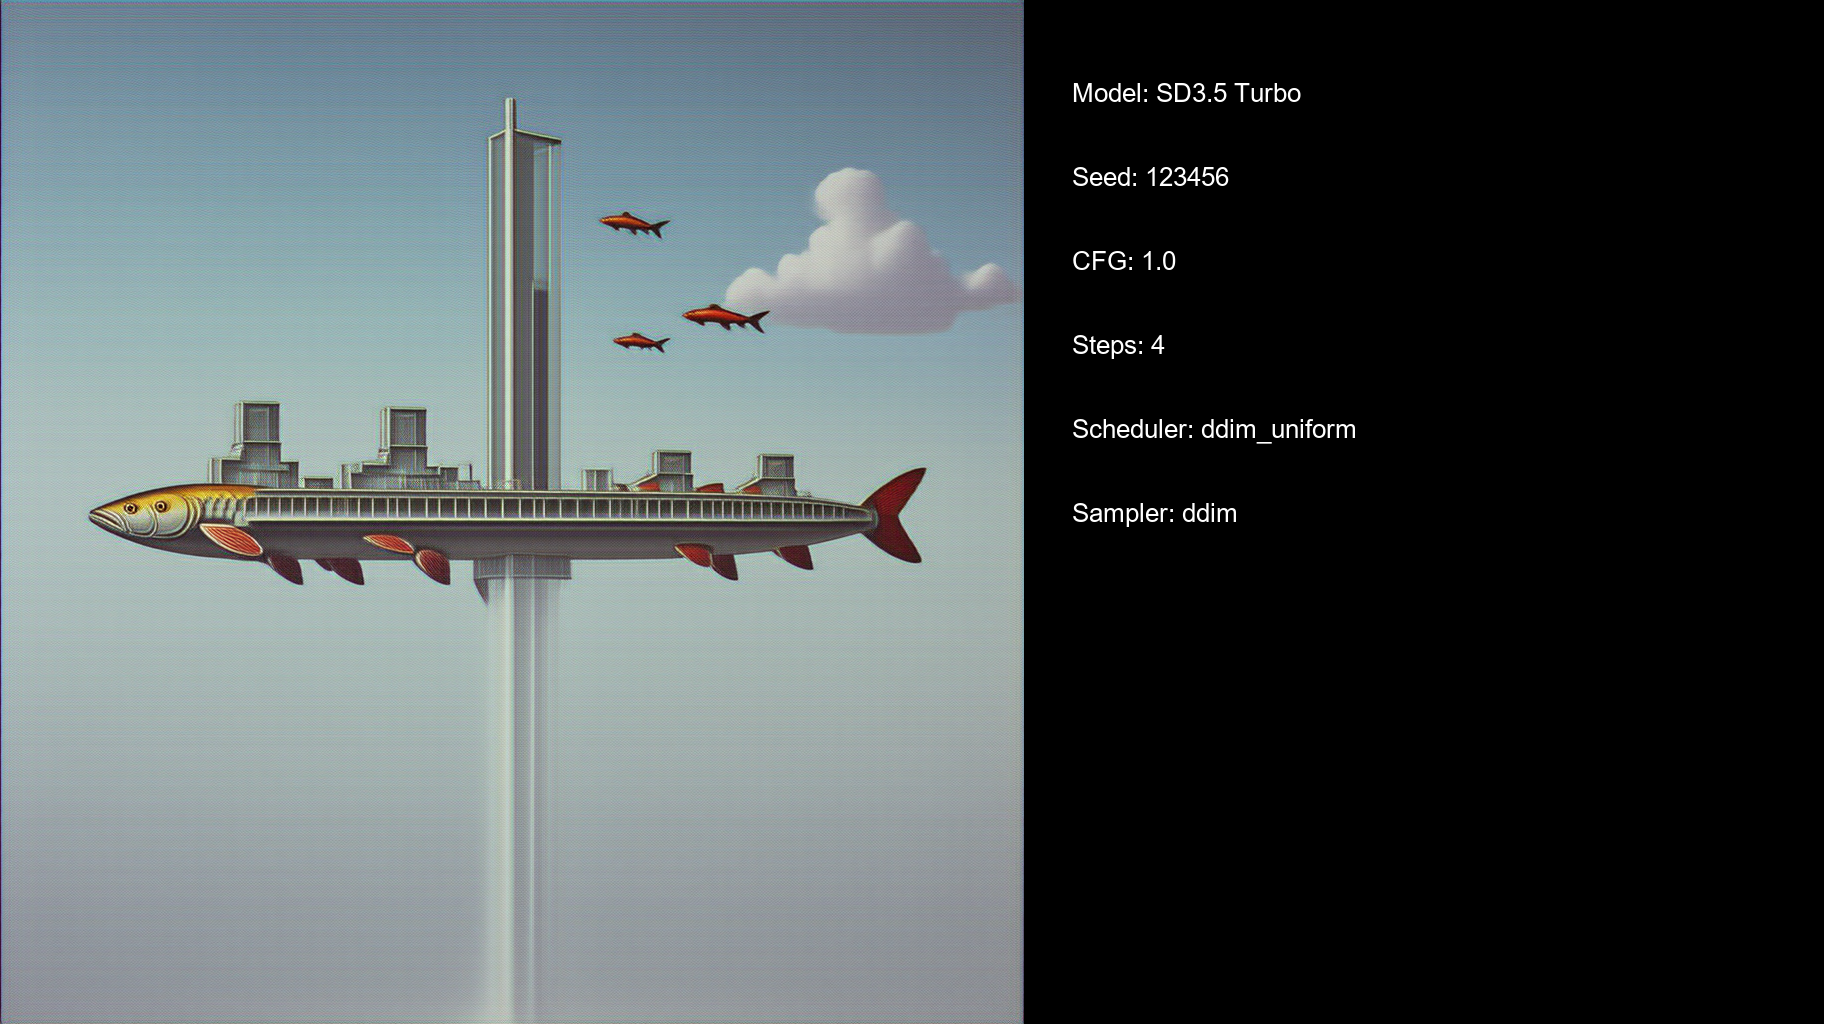 Model: SD3.5 Turbo
Seed: 123456
CFG: 1.0
Steps: 4
Scheduler: ddim_uniform
Sampler: ddim